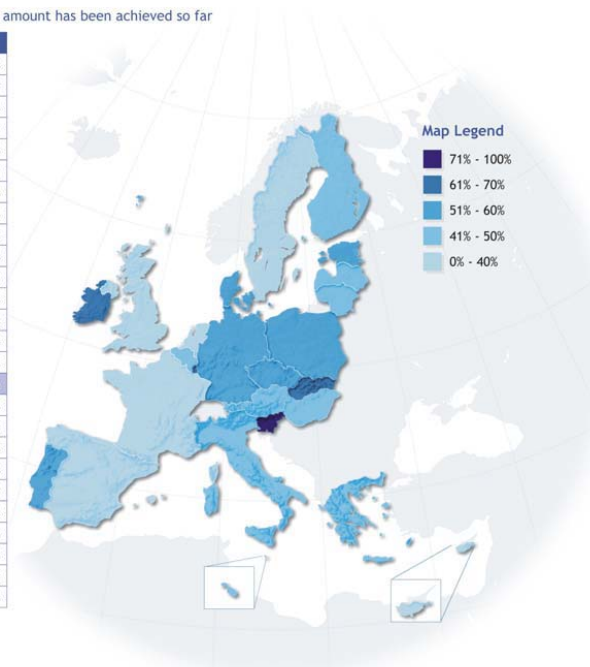 amount has been achieved so far
Map Legend
71% - 100%
61% - 70%
51% - 60%
41% - 50%
0% - 40%